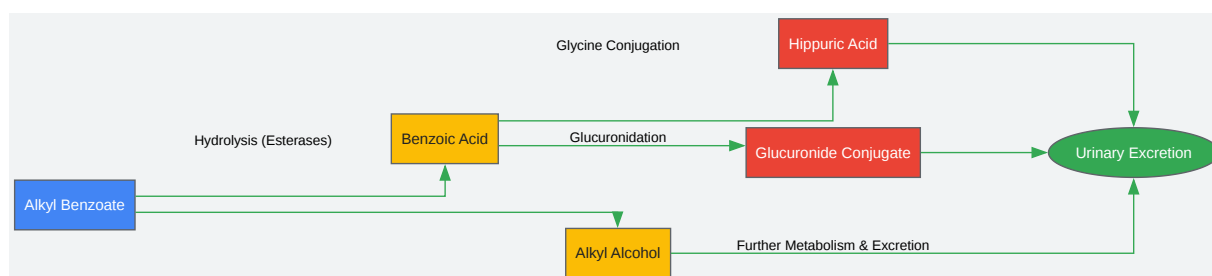 Glycine Conjugation
Hippuric Acid
Hydrolysis (Esterases)
Benzoic Acid
Glucuronidation
Glucuronide Conjugate
Urinary Excretion
Alkyl Benzoate
Alkyl Alcohol
Further Metabolism & Excretion